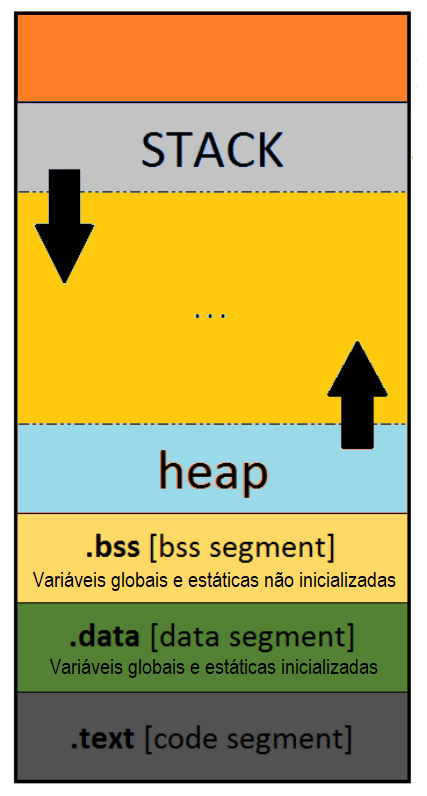 STACK
...
heap
.bss [bss segment]
Variáveis globais e estáticas não inicializadas
.data [data segment]
Variáveis globais e estáticas inicializadas
.text [code segment]